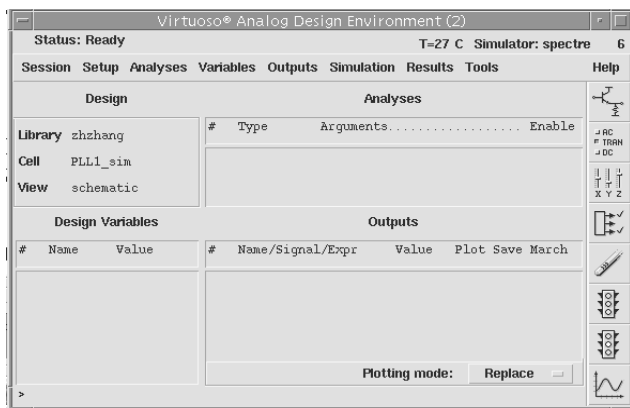 Virtuoso® Analog Design Environment (2)
Status: Ready
T=27 C Simulator: spectre 6
Session Setup Analyses Variables Outputs Simulation Results Tools Help
Design
Analyses
Library zhzhang
Cell PLL1_sim
View schematic
# Type Arguments................... Enable
Design Variables
Outputs
# Name Value
# Name/Signal/Expr Value Plot Save March
Plotting mode: Replace
>
AC
TRAN
DC
X Y Z